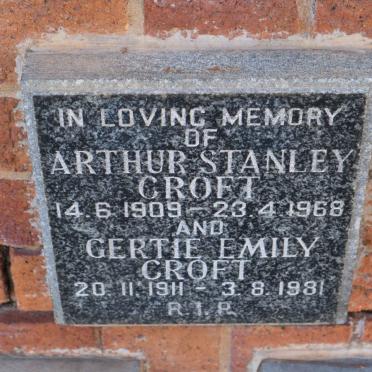 IN LOVING MEMORY
OF
ARTHUR STANLEY
CROFT
14.6.1909 – 23.4.1968
AND
GERTIE EMILY
CROFT
20.11.1911 – 3.8.1981
R.I.P.